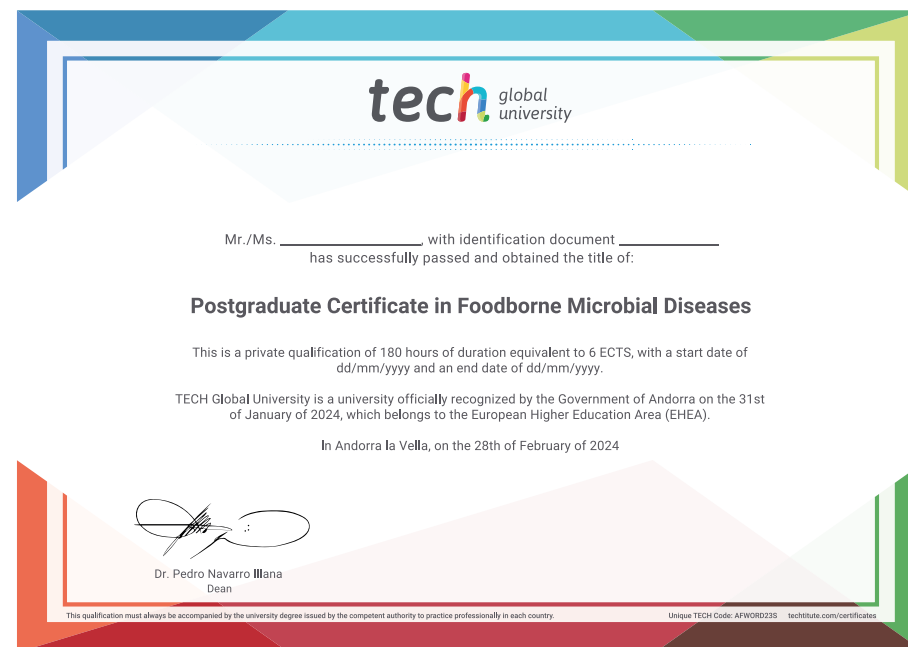 tech global university
Mr./Ms. ____________________, with identification document ______________
has successfully passed and obtained the title of:
Postgraduate Certificate in Foodborne Microbial Diseases
This is a private qualification of 180 hours of duration equivalent to 6 ECTS, with a start date of
dd/mm/yyyy and an end date of dd/mm/yyyy.
TECH Global University is a university officially recognized by the Government of Andorra on the 31st
of January of 2024, which belongs to the European Higher Education Area (EHEA).
In Andorra la Vella, on the 28th of February of 2024
Dr. Pedro Navarro Illana
Dean
This qualification must always be accompanied by the university degree issued by the competent authority to practice professionally in each country.
Unique TECH Code: AFWORD23S techtitute.com/certificates